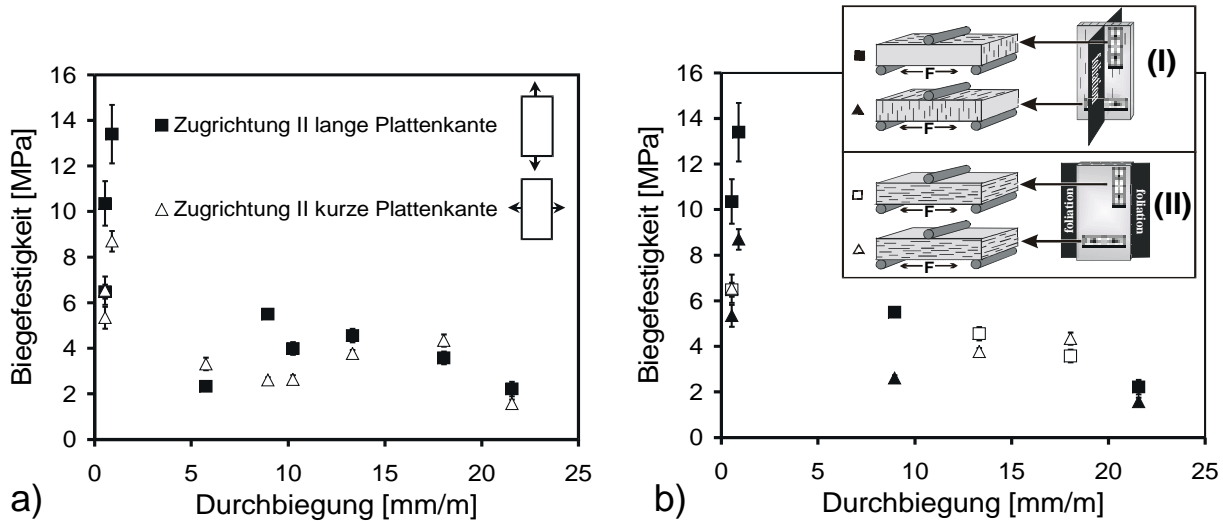 16
14
12
10
8
6
4
2
0
Biegefestigkeit [MPa]
Zugrichtung II lange Plattenkante
Zugrichtung II kurze Plattenkante
0 5 10 15 20 25
Durchbiegung [mm/m]
a)
16
14
12
10
8
6
4
2
0
Biegefestigkeit [MPa]
F
F
(I)
F
F
foliation
foliation
(II)
0 5 10 15 20 25
Durchbiegung [mm/m]
b)